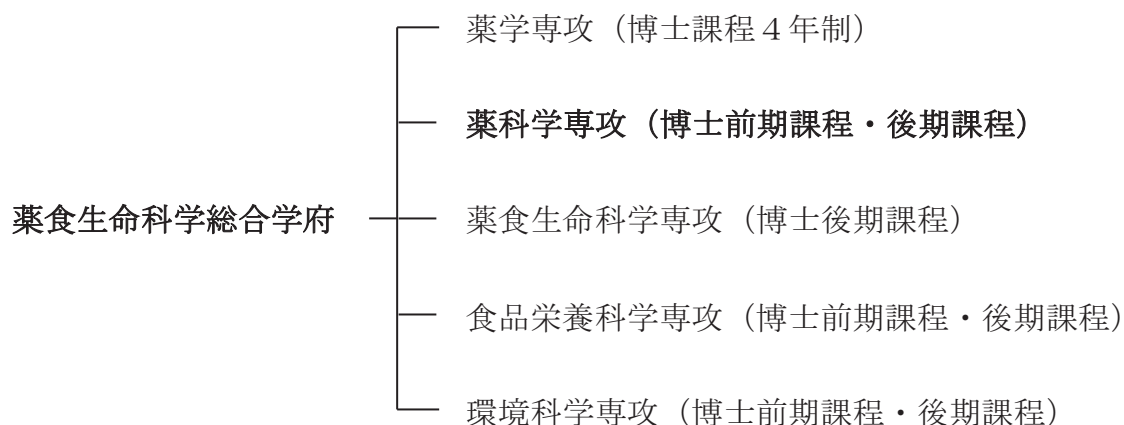 薬学専攻（博士課程４年制）
薬科学専攻（博士前期課程・後期課程）
薬食生命科学総合学府
薬食生命科学専攻（博士後期課程）
食品栄養科学専攻（博士前期課程・後期課程）
環境科学専攻（博士前期課程・後期課程）